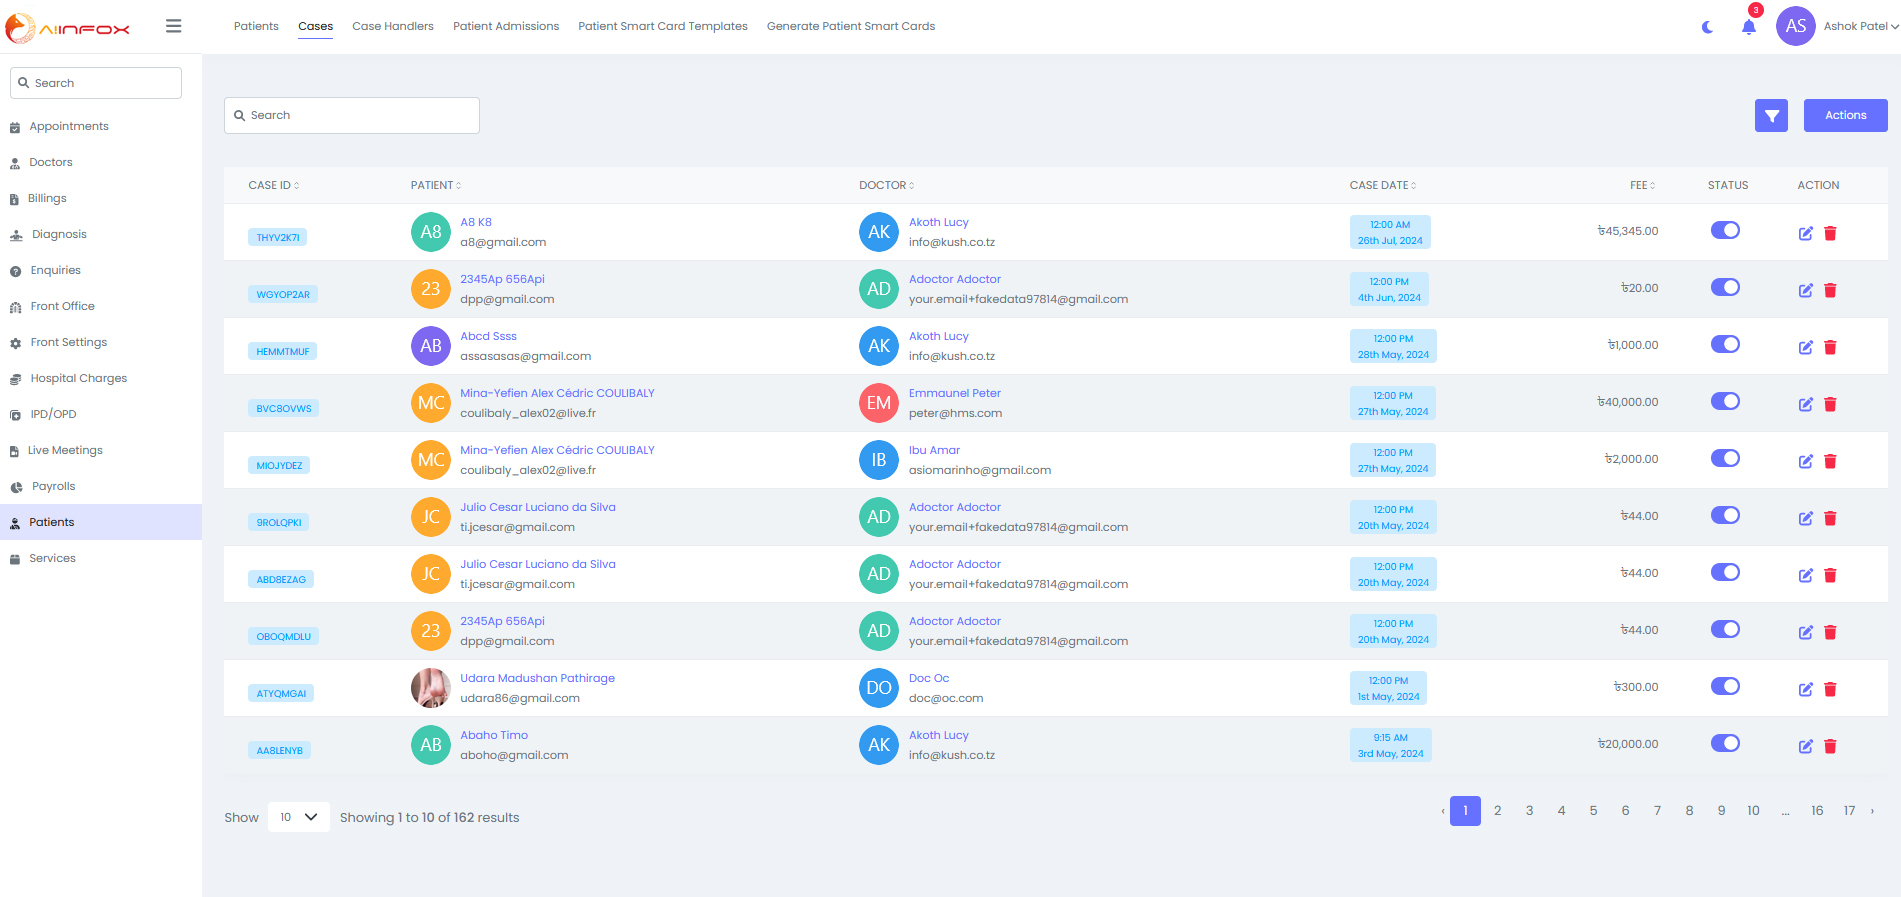 AIINFOX
Patients Cases Case Handlers Patient Admissions Patient Smart Card Templates Generate Patient Smart Cards
3
AS Ashok Patel
Search
Appointments
Doctors
Billings
Diagnosis
Enquiries
Front Office
Front Settings
Hospital Charges
IPD/OPD
Live Meetings
Payrolls
Patients
Services
Search
Actions
CASE ID PATIENT DOCTOR CASE DATE FEE STATUS ACTION
THYV2K7I A8 A8 K8 a8@gmail.com AK Akoth Lucy info@kush.co.tz 12:00 AM 26th Jul, 2024 ৳45,345.00
WGYOP2AR 23 2345Ap 656Api dpp@gmail.com AD Adoctor Adoctor your.email+fakedata97814@gmail.com 12:00 PM 4th Jun, 2024 ৳20.00
HEMMTMUF AB Abcd Ssss assasasas@gmail.com AK Akoth Lucy info@kush.co.tz 12:00 PM 28th May, 2024 ৳1,000.00
BVC8OVWS MC Mina-Yefien Alex Cédric COULIBALY coulibaly_alex02@live.fr EM Emmaunel Peter peter@hms.com 12:00 PM 27th May, 2024 ৳40,000.00
MIOJYDEZ MC Mina-Yefien Alex Cédric COULIBALY coulibaly_alex02@live.fr IB Ibu Amar asiomarinho@gmail.com 12:00 PM 27th May, 2024 ৳2,000.00
9ROLQPKI JC Julio Cesar Luciano da Silva ti.jcesar@gmail.com AD Adoctor Adoctor your.email+fakedata97814@gmail.com 12:00 PM 20th May, 2024 ৳44.00
ABD8EZAG JC Julio Cesar Luciano da Silva ti.jcesar@gmail.com AD Adoctor Adoctor your.email+fakedata97814@gmail.com 12:00 PM 20th May, 2024 ৳44.00
OBOQMDLU 23 2345Ap 656Api dpp@gmail.com AD Adoctor Adoctor your.email+fakedata97814@gmail.com 12:00 PM 20th May, 2024 ৳44.00
ATYQMGAI Udara Madushan Pathirage udara86@gmail.com DO Doc Oc doc@oc.com 12:00 PM 1st May, 2024 ৳300.00
AA8LENYB AB Abaho Timo aboho@gmail.com AK Akoth Lucy info@kush.co.tz 9:15 AM 3rd May, 2024 ৳20,000.00
Show 10 Showing 1 to 10 of 162 results
‹ 1 2 3 4 5 6 7 8 9 10 ... 16 17 ›